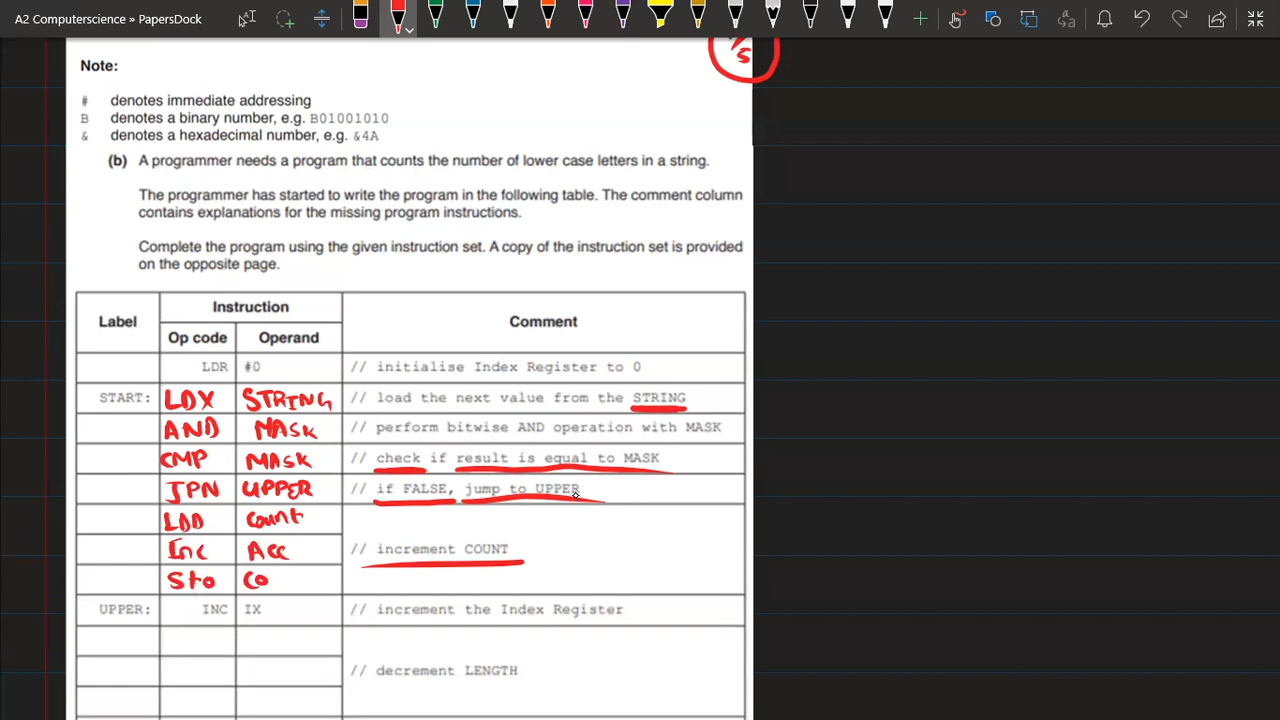 A2 Computerscience » PapersDock
5
Note:
# denotes immediate addressing
B denotes a binary number, e.g. B01001010
& denotes a hexadecimal number, e.g. &4A
(b) A programmer needs a program that counts the number of lower case letters in a string.
The programmer has started to write the program in the following table. The comment column
contains explanations for the missing program instructions.
Complete the program using the given instruction set. A copy of the instruction set is provided
on the opposite page.
Label Instruction Comment
Op code Operand
LDR #0 // initialise Index Register to 0
START: LDX STRING // load the next value from the STRING
AND MASK // perform bitwise AND operation with MASK
CMP MASK // check if result is equal to MASK
JPN UPPER // if FALSE, jump to UPPER
LDD Count
Inc Acc // increment COUNT
Sto Co
UPPER: INC IX // increment the Index Register
// decrement LENGTH